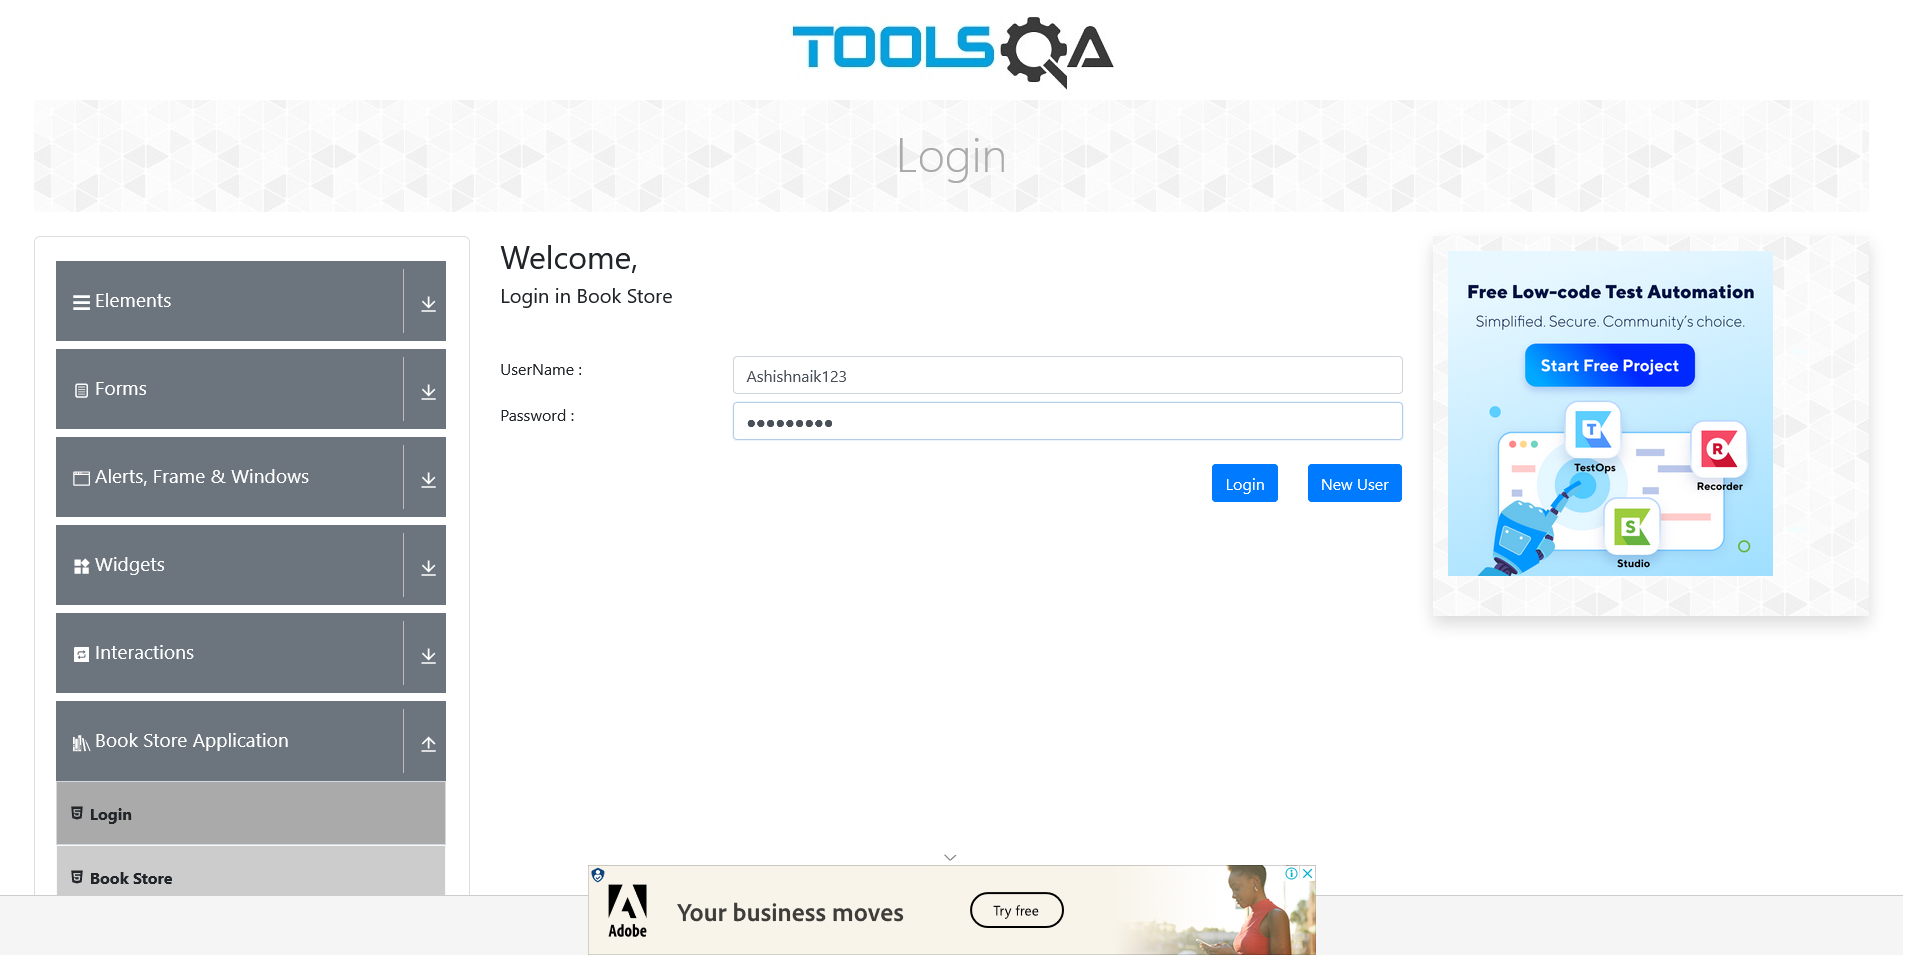 TOOLSQA
Login
Elements
Forms
Alerts, Frame & Windows
Widgets
Interactions
Book Store Application
Login
Book Store
Welcome,
Login in Book Store
UserName :
Ashishnaik123
Password :
●●●●●●●●●
Login
New User
Free Low-code Test Automation
Simplified. Secure. Community's choice.
Start Free Project
T
TestOps
R
Recorder
S
Studio
Adobe
Your business moves
Try free